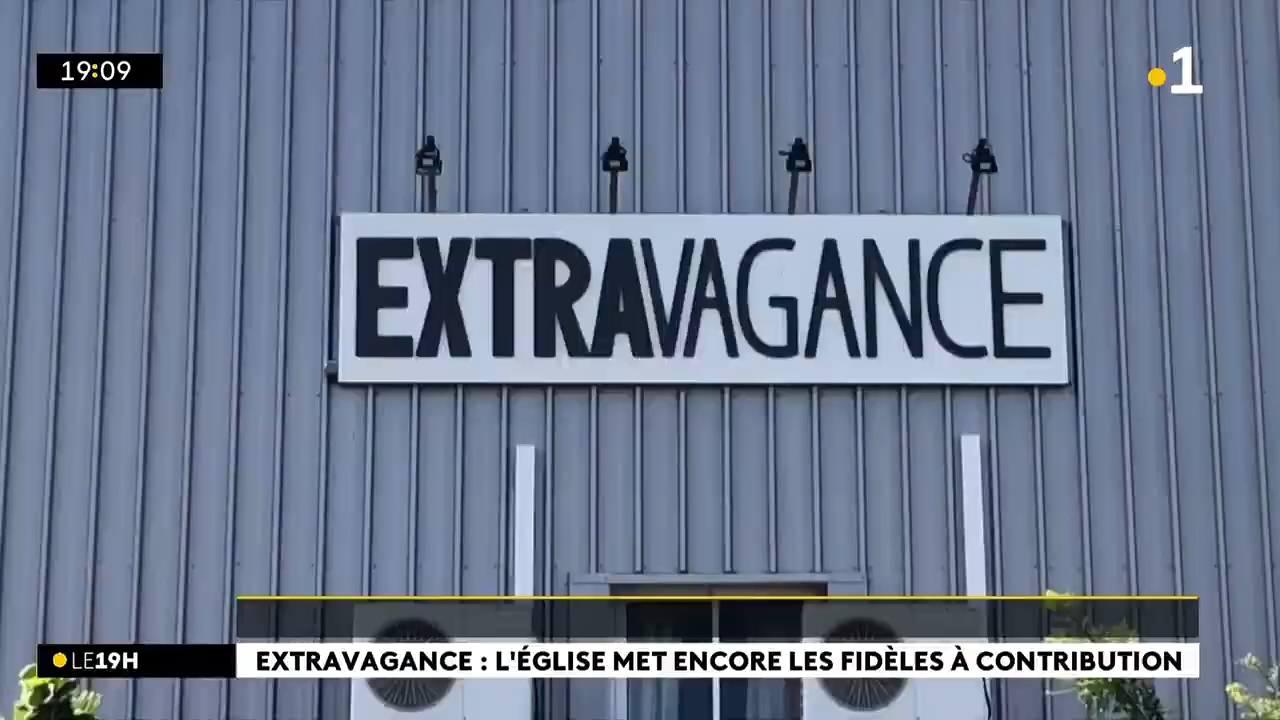 19:09
1
EXTRAVAGANCE
LE19H
EXTRAVAGANCE : L'ÉGLISE MET ENCORE LES FIDÈLES À CONTRIBUTION